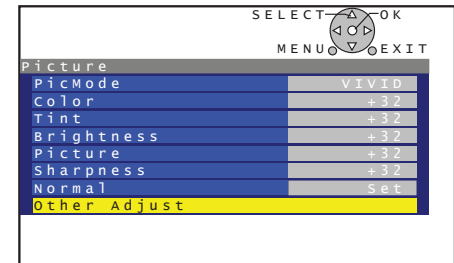 SELECT OK
MENU EXIT
Picture
PicMode VIVID
Color +32
Tint +32
Brightness +32
Picture +32
Sharpness +32
Normal Set
Other Adjust